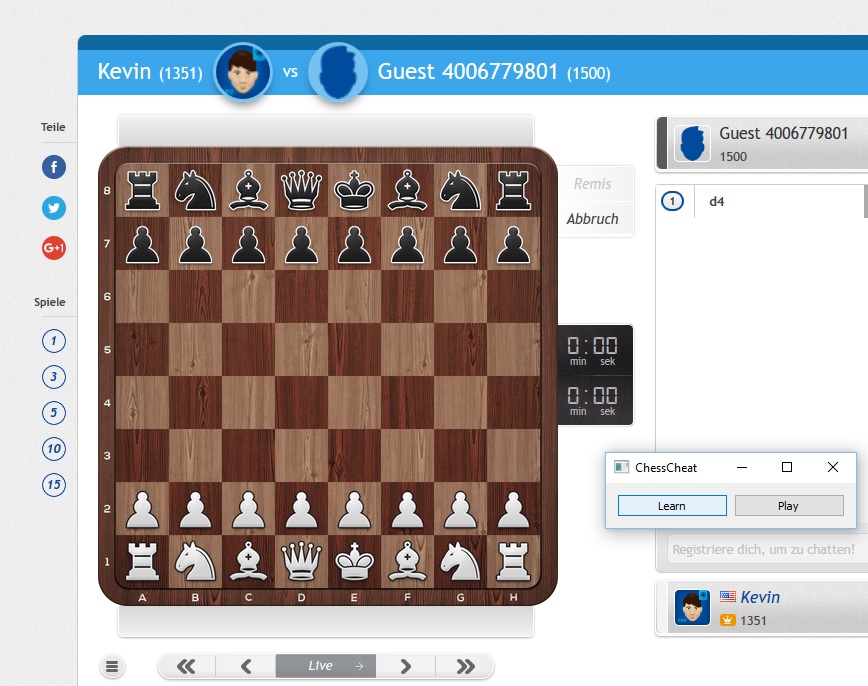 Kevin (1351) vs Guest 4006779801 (1500)
Teile
f
G+1
Spiele
1
3
5
10
15
8
7
6
5
4
3
2
1
A B C D E F G H
Remis
Abbruch
0:00
min sek
0:00
min sek
Guest 4006779801
1500
1 d4
ChessCheat
Learn Play
Registriere dich, um zu chatten!
Kevin
1351
Live